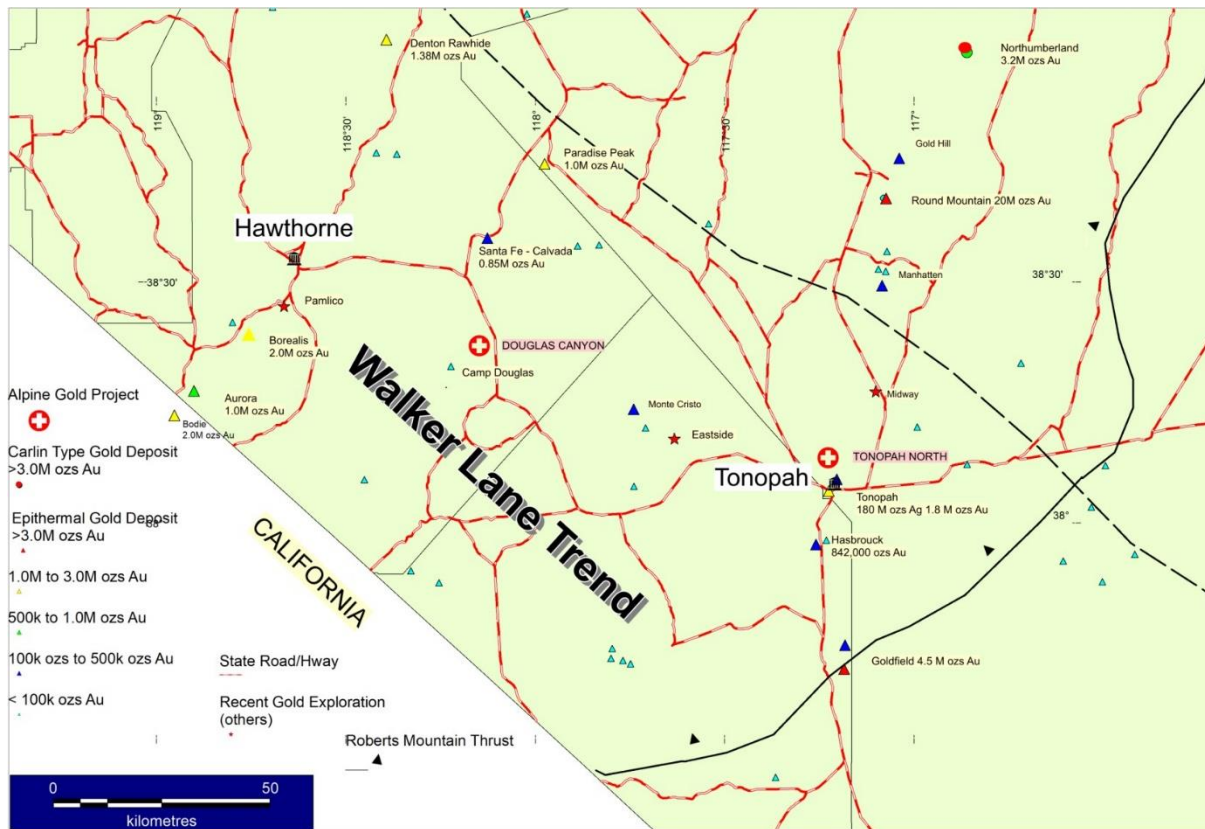 Denton Rawhide
1.38M ozs Au
Northumberland
3.2M ozs Au
119°
118°30'
118°
117°30'
117°
Gold Hill
Paradise Peak
1.0M ozs Au
Round Mountain 20M ozs Au
Hawthorne
Santa Fe - Calvada
0.85M ozs Au
38°30'
38°30'
Manhatten
Pamlico
Borealis
2.0M ozs Au
DOUGLAS CANYON
Camp Douglas
Walker Lane Trend
Aurora
1.0M ozs Au
Bodie
2.0M ozs Au
Monte Cristo
Midway
Eastside
TONOPAH NORTH
Tonopah
Tonopah
180 M ozs Ag 1.8 M ozs Au
38°
Hasbrouck
842,000 ozs Au
Goldfield 4.5 M ozs Au
CALIFORNIA
Alpine Gold Project
Carlin Type Gold Deposit
>3.0M ozs Au
Epithermal Gold Deposit
38°
>3.0M ozs Au
1.0M to 3.0M ozs Au
500k to 1.0M ozs Au
100k ozs to 500k ozs Au
< 100k ozs Au
State Road/Hway
Recent Gold Exploration
(others)
Roberts Mountain Thrust
0 50
kilometres